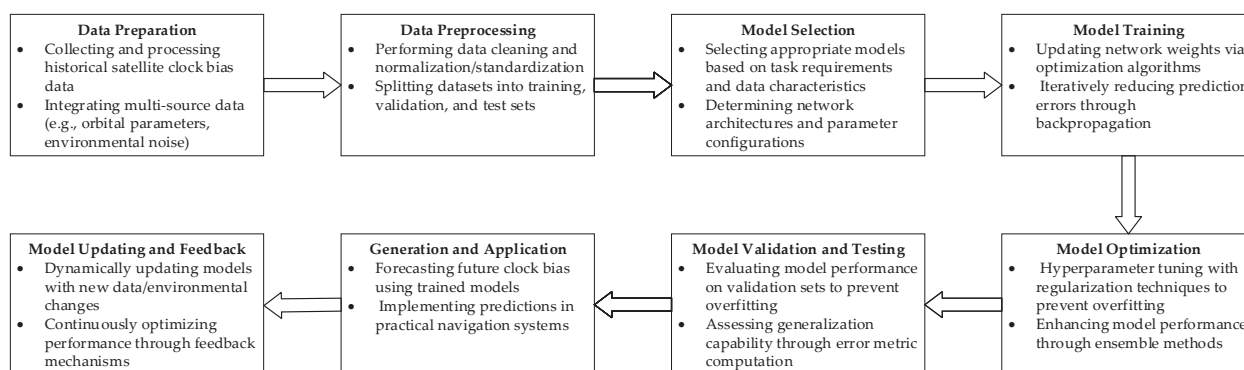 Data Preparation
• Collecting and processing
historical satellite clock bias
data
• Integrating multi-source data
(e.g., orbital parameters,
environmental noise)
Data Preprocessing
• Performing data cleaning and
normalization/standardization
• Splitting datasets into training,
validation, and test sets
Model Selection
• Selecting appropriate models
based on task requirements
and data characteristics
• Determining network
architectures and parameter
configurations
Model Training
• Updating network weights via
optimization algorithms
• Iteratively reducing prediction
errors through
backpropagation
Model Optimization
• Hyperparameter tuning with
regularization techniques to
prevent overfitting
• Enhancing model performance
through ensemble methods
Model Validation and Testing
• Evaluating model performance
on validation sets to prevent
overfitting
• Assessing generalization
capability through error metric
computation
Generation and Application
• Forecasting future clock bias
using trained models
• Implementing predictions in
practical navigation systems
Model Updating and Feedback
• Dynamically updating models
with new data/environmental
changes
• Continuously optimizing
performance through feedback
mechanisms